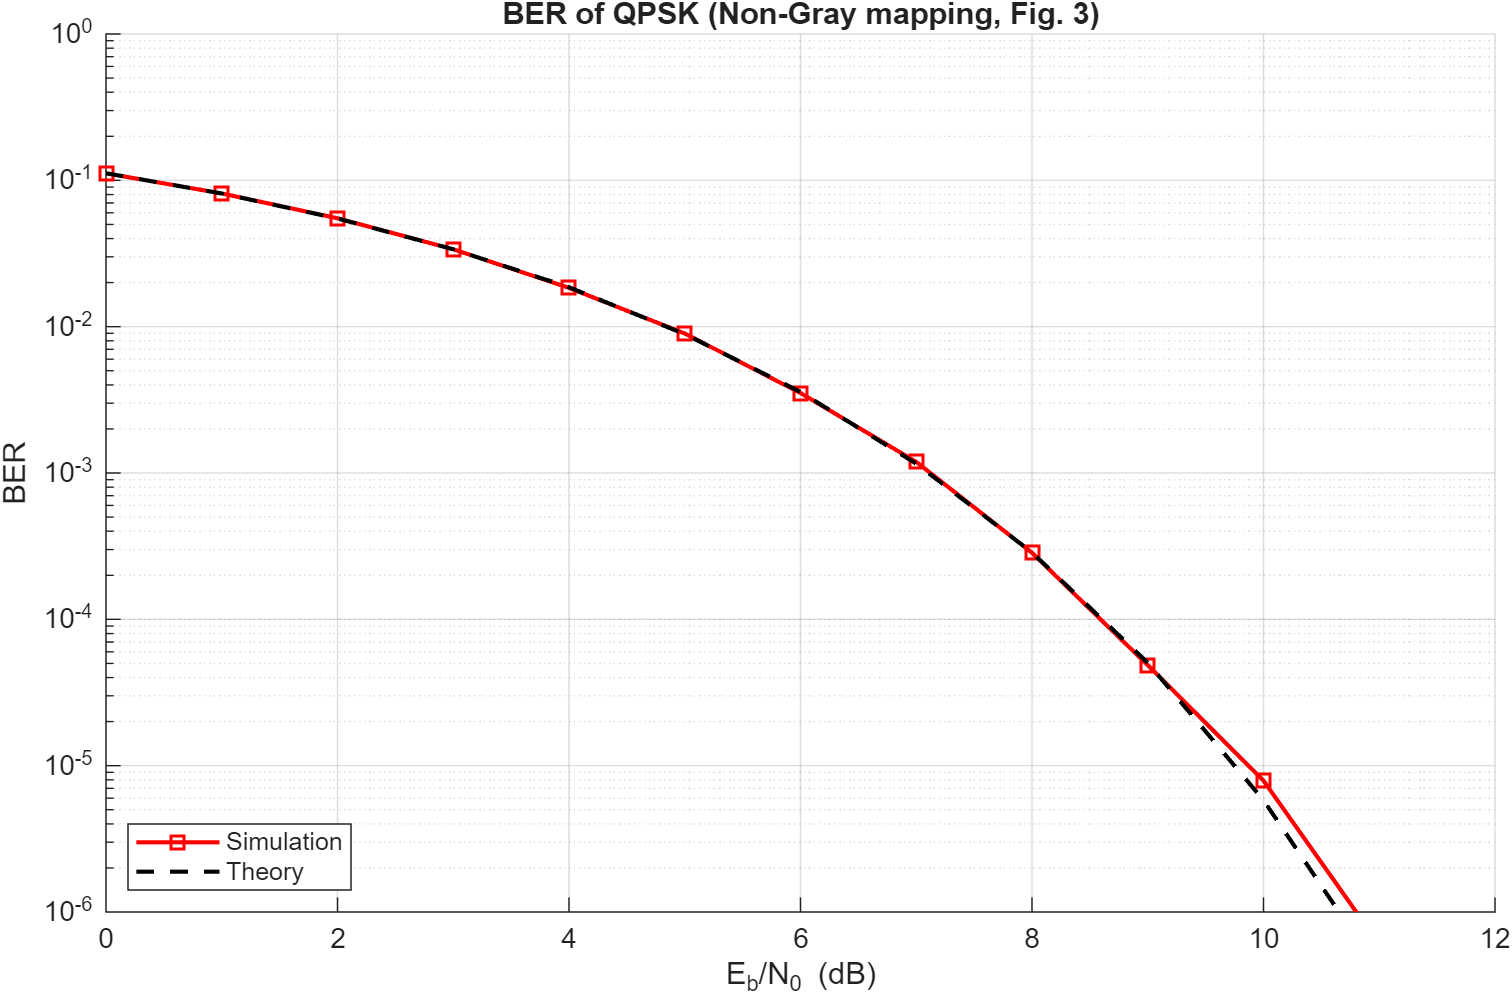 BER of QPSK (Non-Gray mapping, Fig. 3)
10^0
10^-1
10^-2
10^-3
10^-4
10^-5
10^-6
BER
Simulation
Theory
0 2 4 6 8 10 12
E_b/N_0 (dB)